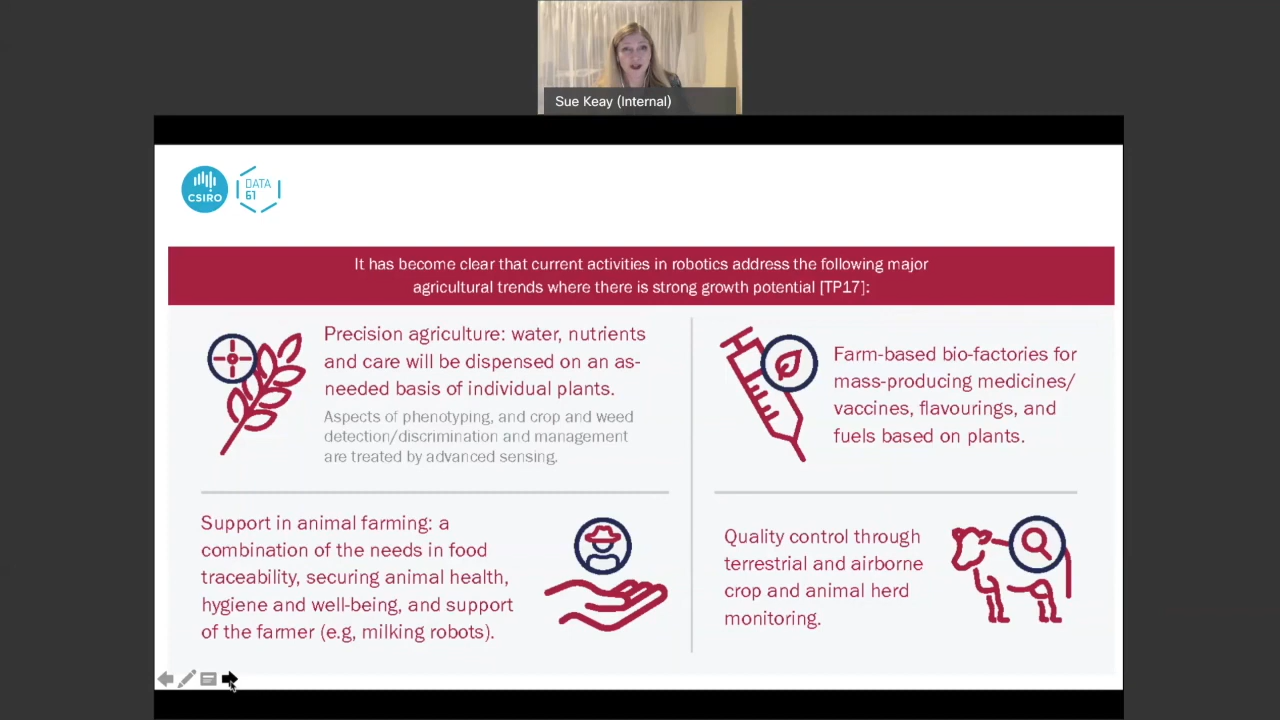 Sue Keay (Internal)
CSIRO
DATA
61
It has become clear that current activities in robotics address the following major
agricultural trends where there is strong growth potential [TP17]:
Precision agriculture: water, nutrients
and care will be dispensed on an as-
needed basis of individual plants.
Aspects of phenotyping, and crop and weed
detection/discrimination and management
are treated by advanced sensing.
Farm-based bio-factories for
mass-producing medicines/
vaccines, flavourings, and
fuels based on plants.
Support in animal farming: a
combination of the needs in food
traceability, securing animal health,
hygiene and well-being, and support
of the farmer (e.g, milking robots).
Quality control through
terrestrial and airborne
crop and animal herd
monitoring.